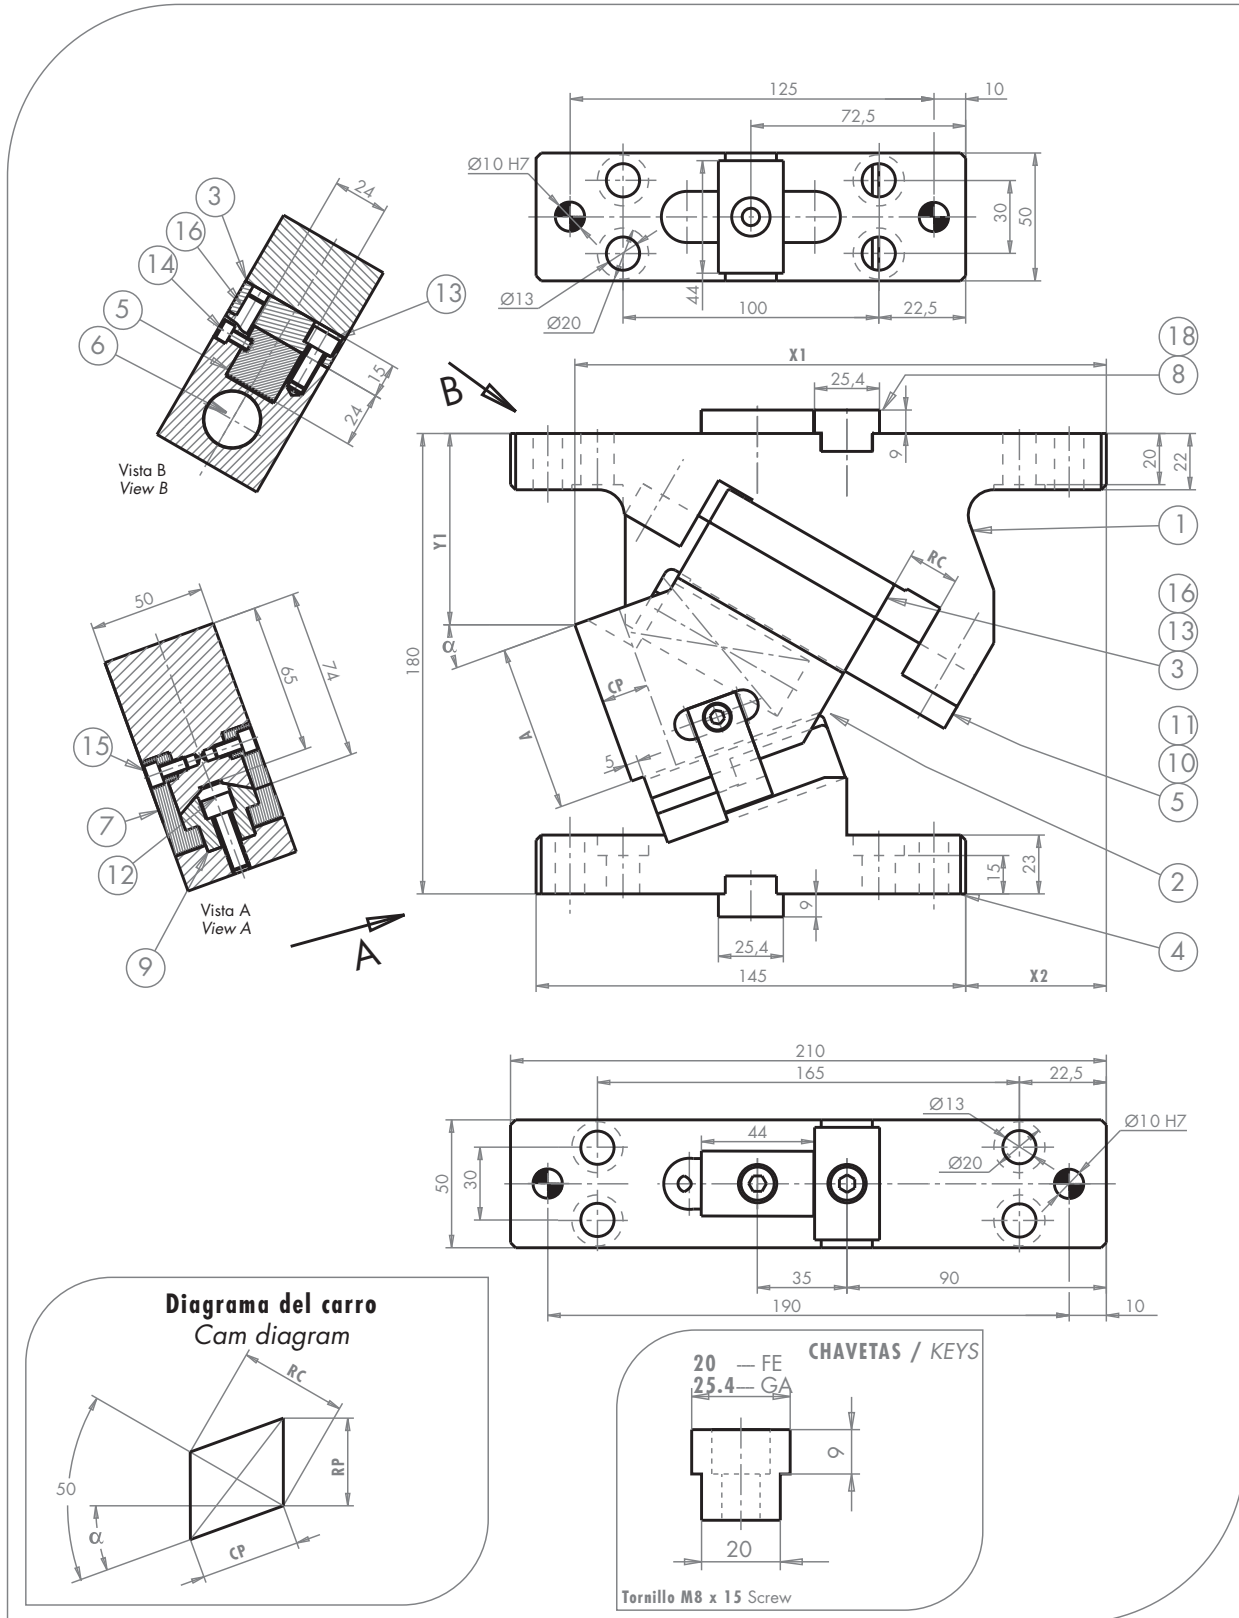 125
10
72,5
Ø10 H7
30
50
44
Ø13
Ø20
100
22,5
24
3
16
14
5
6
13
15
24
Vista B
View B
B
X1
25,4
18
8
9
20
22
1
Y1
180
α
RC
16
13
3
CP
A
5
11
10
5
2
15
23
9
25,4
4
145
X2
50
65
74
15
7
12
9
Vista A
View A
A
210
165
22,5
Ø13
Ø10 H7
44
Ø20
50
30
35
90
190
10
Diagrama del carro
Cam diagram
RC
RP
50
α
CP
CHAVETAS / KEYS
20 — FE
25.4 — GA
9
20
Tornillo M8 x 15 Screw